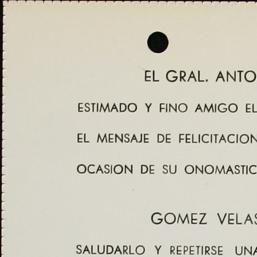 EL GRAL. ANTO
ESTIMADO Y FINO AMIGO EL
EL MENSAJE DE FELICITACION
OCASION DE SU ONOMASTIC
GOMEZ VELAS
SALUDARLO Y REPETIRSE UNA